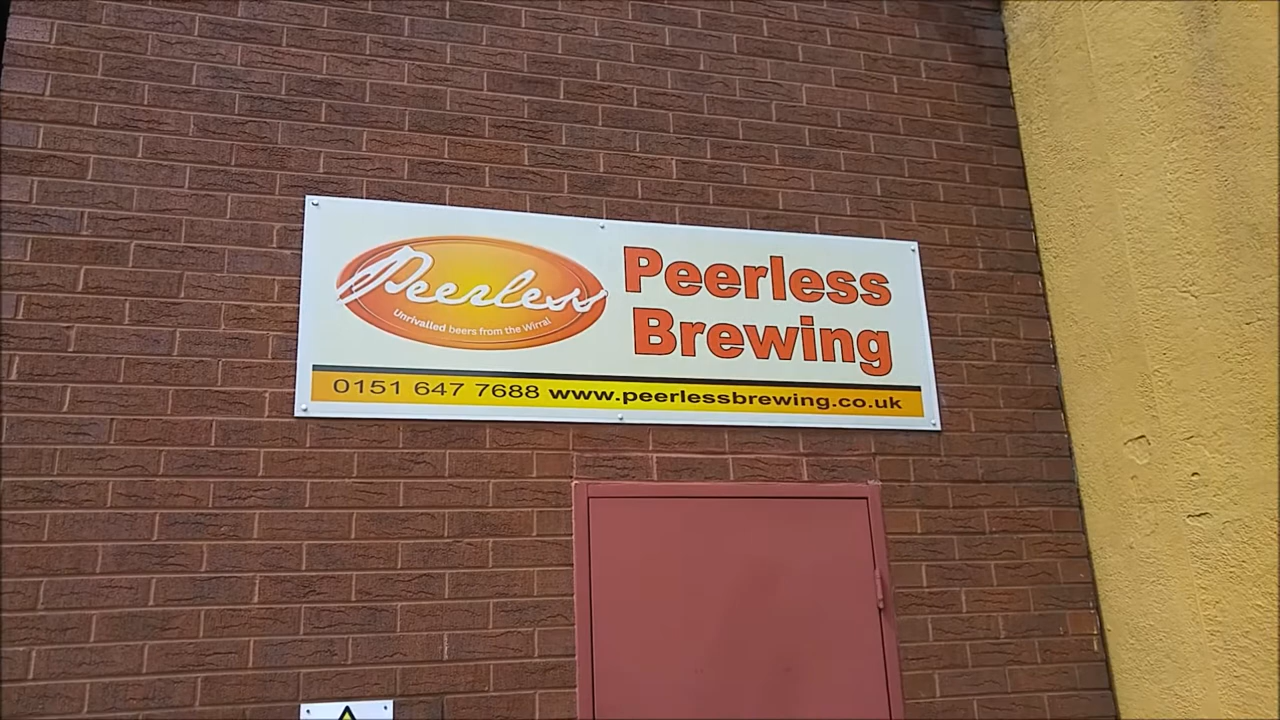 Peerless
Unrivalled beers from the Wirral
Peerless
Brewing
0151 647 7688 www.peerlessbrewing.co.uk